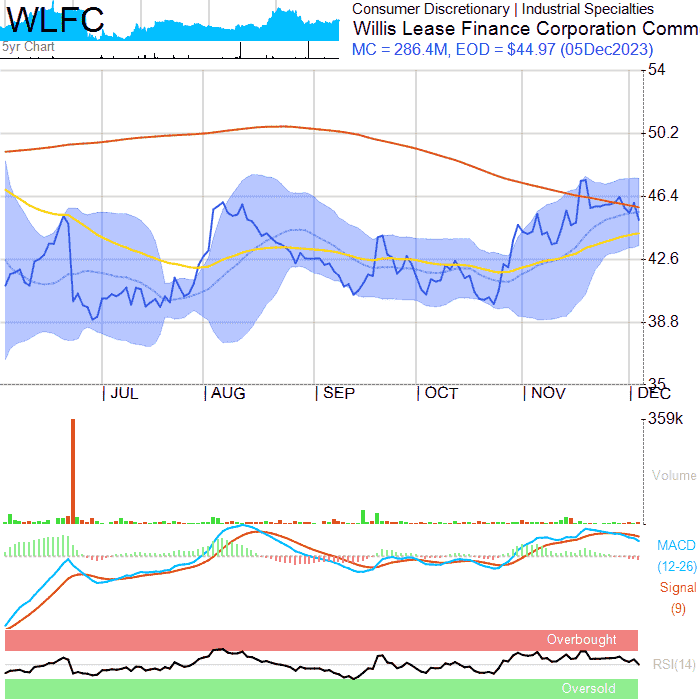 WLFC
Consumer Discretionary | Industrial Specialties
Willis Lease Finance Corporation Comm
5yr Chart
MC = 286.4M, EOD = $44.97 (05Dec2023)
54
50.2
46.4
42.6
38.8
35
| JUL | AUG | SEP | OCT | NOV | DEC
359k
Volume
MACD
(12-26)
Signal
(9)
Overbought
RSI(14)
Oversold